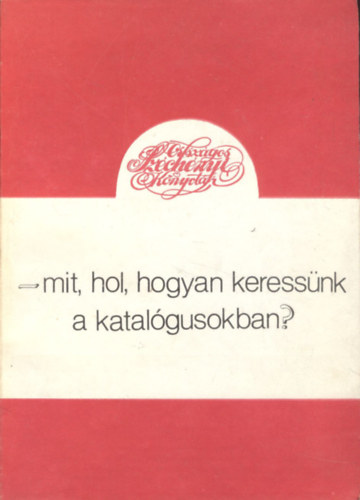 Országos
Széchényi
Könyvtár
– mit, hol, hogyan keressünk
a katalógusokban?